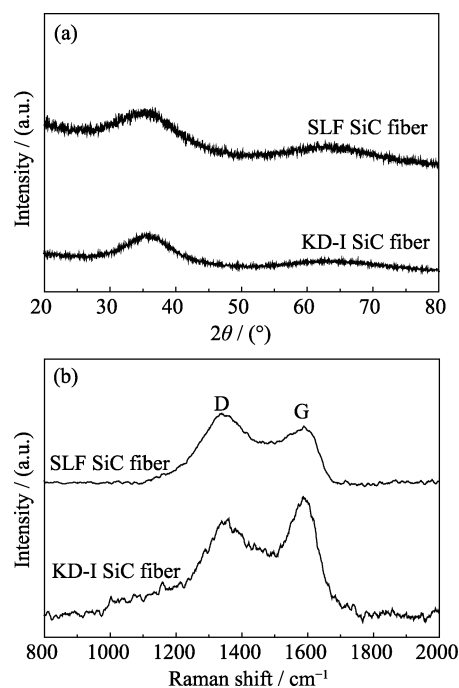 (a)
Intensity / (a.u.)
SLF SiC fiber
KD-I SiC fiber
20 30 40 50 60 70 80
2θ / (°)
(b)
Intensity / (a.u.)
D G
SLF SiC fiber
KD-I SiC fiber
800 1000 1200 1400 1600 1800 2000
Raman shift / cm⁻¹